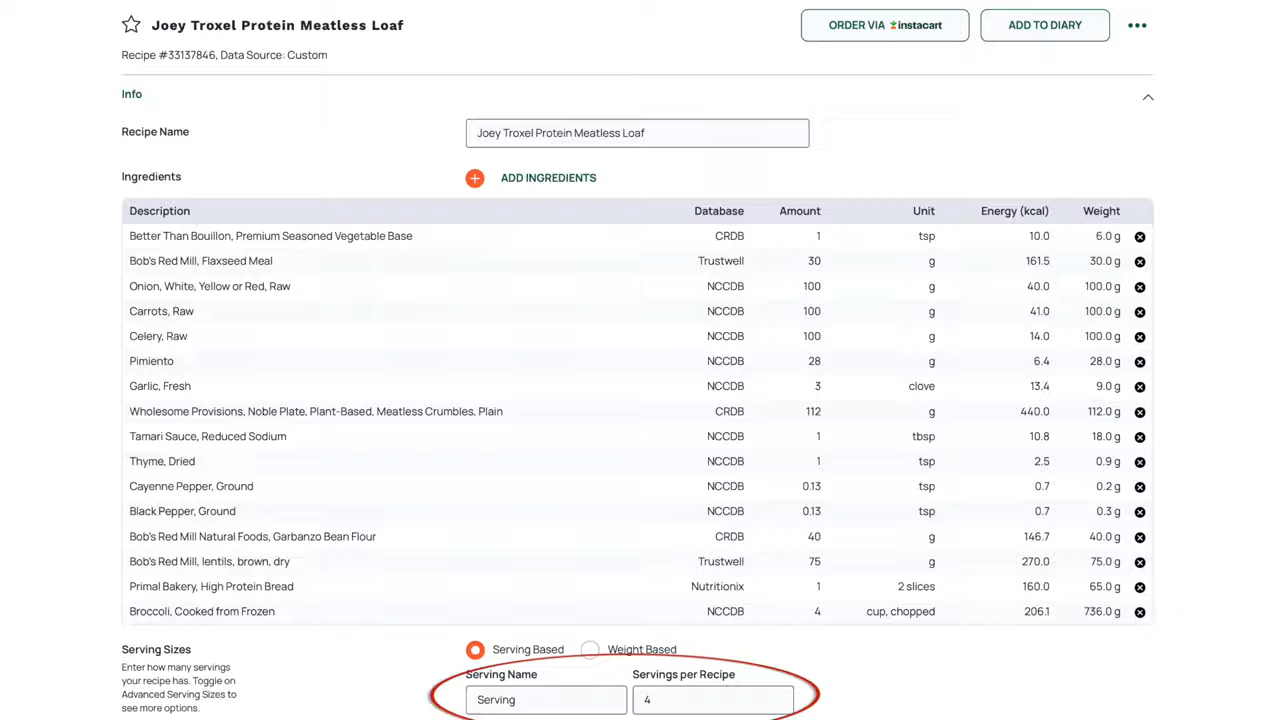 Joey Troxel Protein Meatless Loaf
ORDER VIA instacart
ADD TO DIARY
Recipe #33137846, Data Source: Custom
Info
Recipe Name
Joey Troxel Protein Meatless Loaf
Ingredients
ADD INGREDIENTS
Description Database Amount Unit Energy (kcal) Weight
Better Than Bouillon, Premium Seasoned Vegetable Base CRDB 1 tsp 10.0 6.0 g
Bob's Red Mill, Flaxseed Meal Trustwell 30 g 161.5 30.0 g
Onion, White, Yellow or Red, Raw NCCDB 100 g 40.0 100.0 g
Carrots, Raw NCCDB 100 g 41.0 100.0 g
Celery, Raw NCCDB 100 g 14.0 100.0 g
Pimiento NCCDB 28 g 6.4 28.0 g
Garlic, Fresh NCCDB 3 clove 13.4 9.0 g
Wholesome Provisions, Noble Plate, Plant-Based, Meatless Crumbles, Plain CRDB 112 g 440.0 112.0 g
Tamari Sauce, Reduced Sodium NCCDB 1 tbsp 10.8 18.0 g
Thyme, Dried NCCDB 1 tsp 2.5 0.9 g
Cayenne Pepper, Ground NCCDB 0.13 tsp 0.7 0.2 g
Black Pepper, Ground NCCDB 0.13 tsp 0.7 0.3 g
Bob's Red Mill Natural Foods, Garbanzo Bean Flour CRDB 40 g 146.7 40.0 g
Bob's Red Mill, lentils, brown, dry Trustwell 75 g 270.0 75.0 g
Primal Bakery, High Protein Bread Nutritionix 1 2 slices 160.0 65.0 g
Broccoli, Cooked from Frozen NCCDB 4 cup, chopped 206.1 736.0 g
Serving Sizes
Enter how many servings
your recipe has. Toggle on
Advanced Serving Sizes to
see more options.
Serving Based Weight Based
Serving Name Servings per Recipe
Serving 4